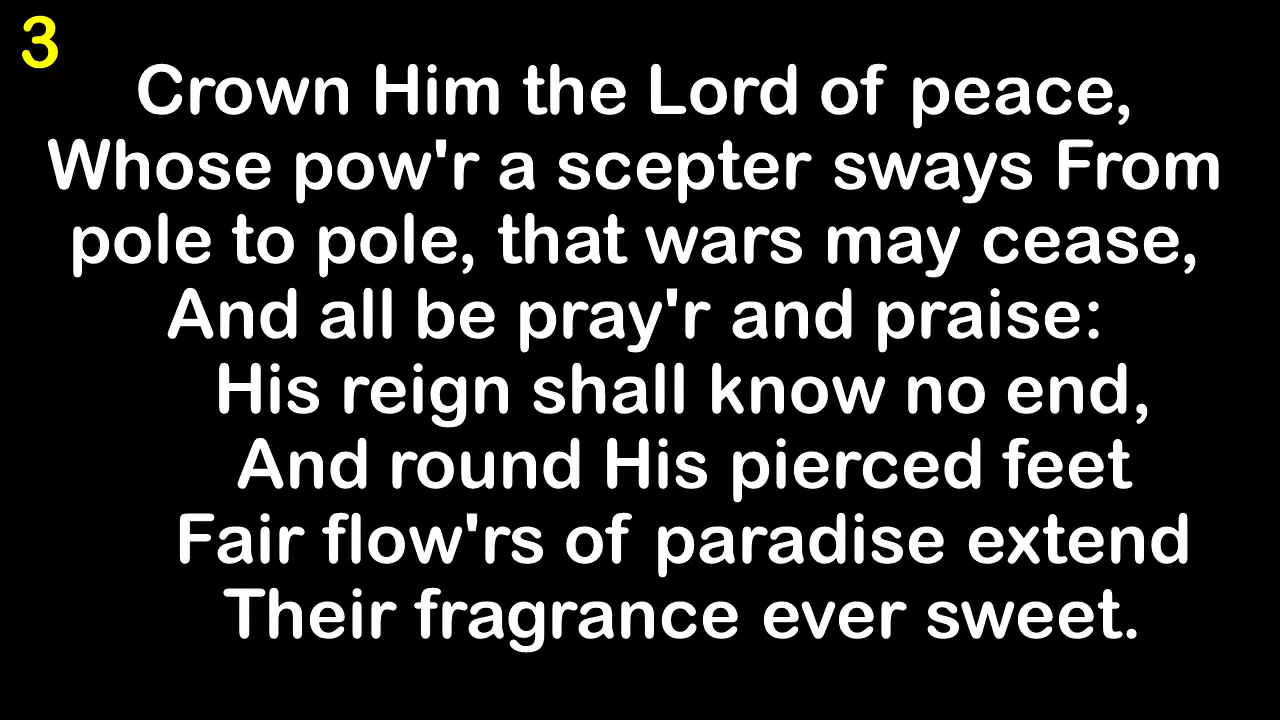 3
Crown Him the Lord of peace,
Whose pow'r a scepter sways From
pole to pole, that wars may cease,
And all be pray'r and praise:
His reign shall know no end,
And round His pierced feet
Fair flow'rs of paradise extend
Their fragrance ever sweet.